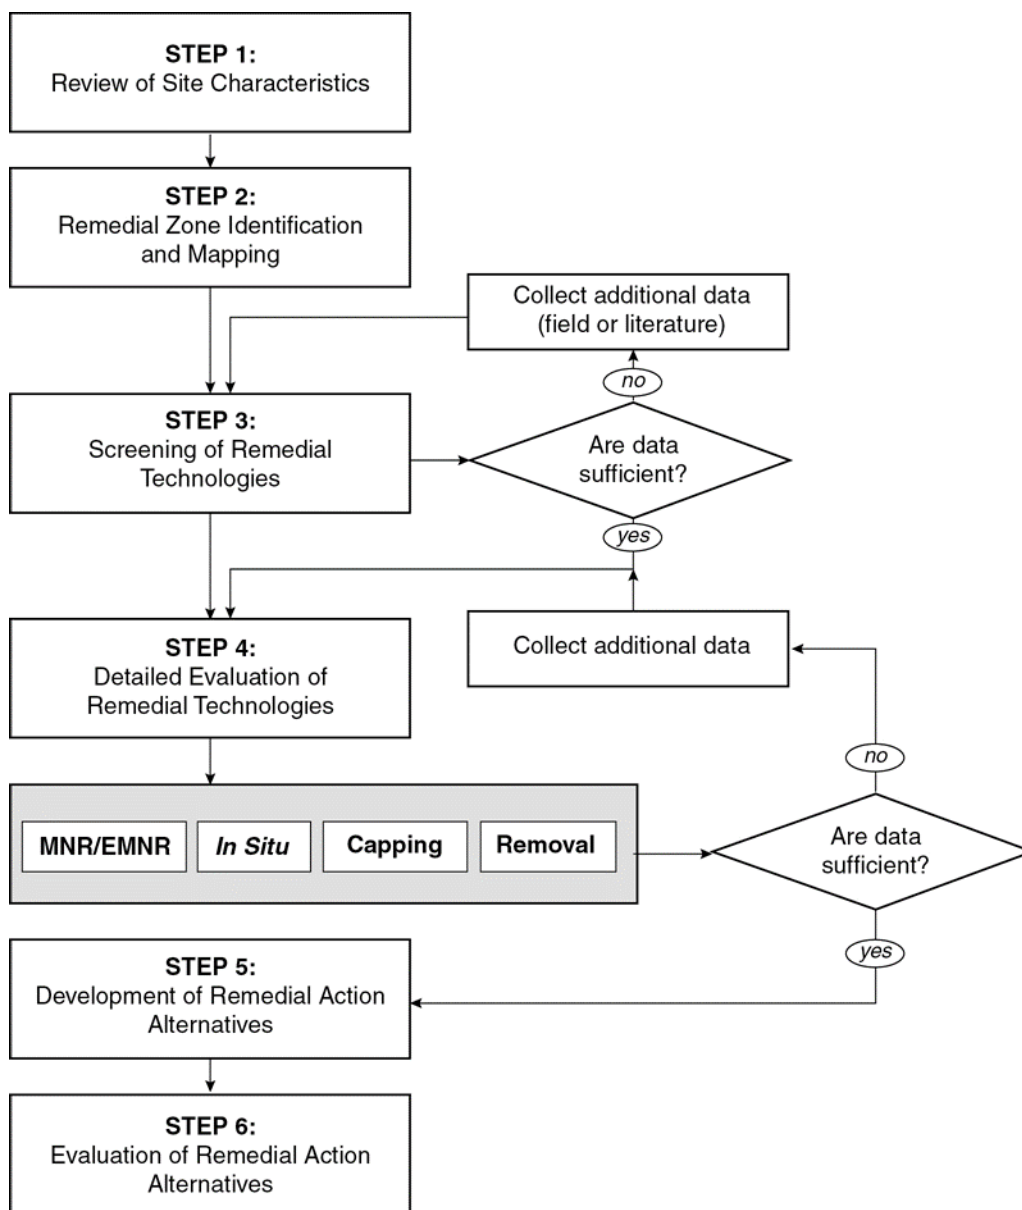 STEP 1:
Review of Site Characteristics
STEP 2:
Remedial Zone Identification
and Mapping
Collect additional data
(field or literature)
no
STEP 3:
Screening of Remedial
Technologies
Are data
sufficient?
yes
STEP 4:
Detailed Evaluation of
Remedial Technologies
Collect additional data
no
MNR/EMNR
In Situ
Capping
Removal
Are data
sufficient?
yes
STEP 5:
Development of Remedial Action
Alternatives
STEP 6:
Evaluation of Remedial Action
Alternatives